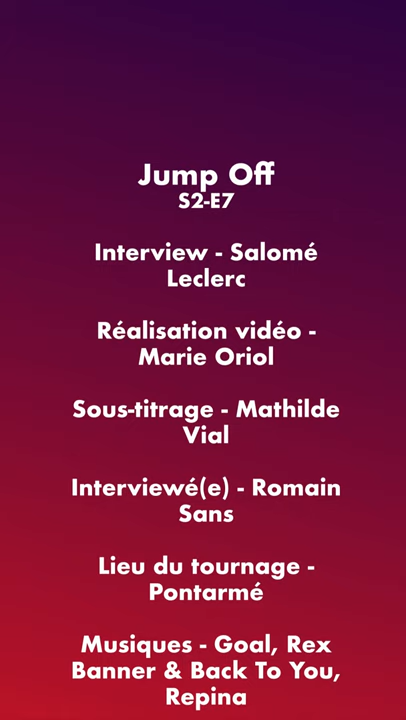 Jump Off
S2-E7
Interview - Salomé
Leclerc
Réalisation vidéo -
Marie Oriol
Sous-titrage - Mathilde
Vial
Interviewé(e) - Romain
Sans
Lieu du tournage -
Pontarmé
Musiques - Goal, Rex
Banner & Back To You,
Repina